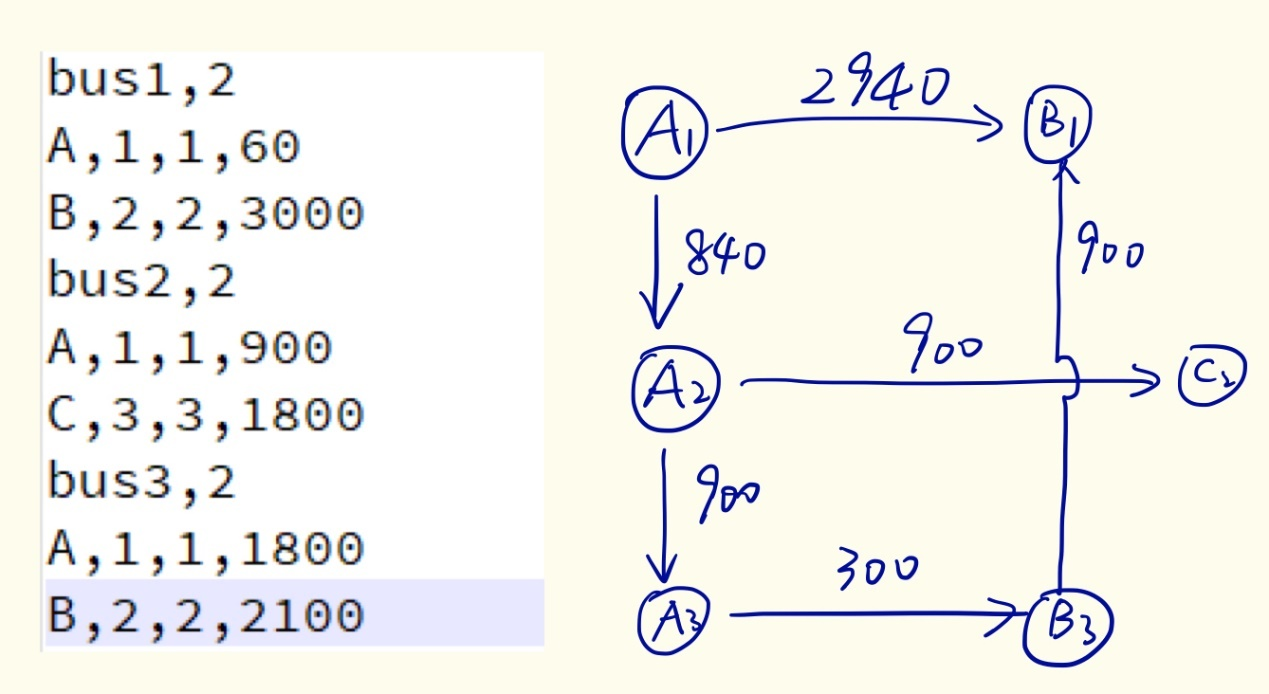 bus1,2
A,1,1,60
B,2,2,3000
bus2,2
A,1,1,900
C,3,3,1800
bus3,2
A,1,1,1800
B,2,2,2100
A1
2940
B1
840
900
A2
900
C2
900
A3
300
B3